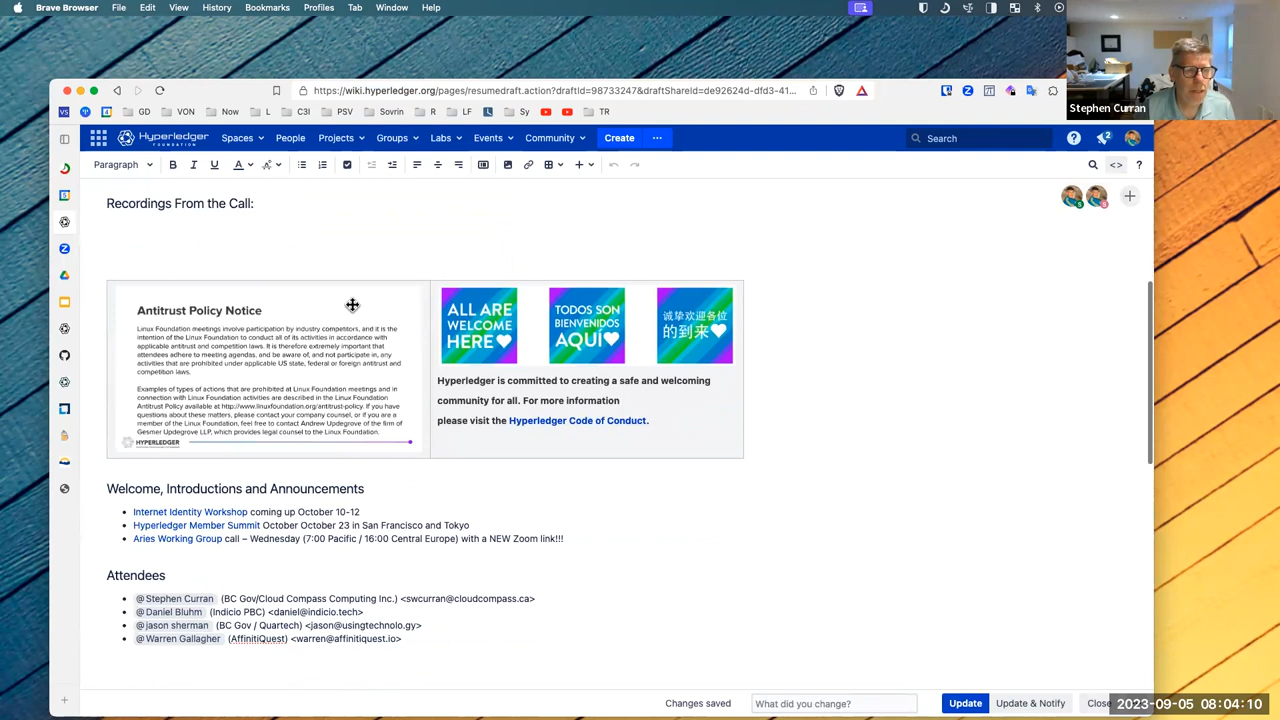 Brave Browser File Edit View History Bookmarks Profiles Tab Window Help
Stephen Curran
https://wiki.hyperledger.org/pages/resumedraft.action?draftId=98733247&draftShareId=de92624d-dfd3-41...
GD VON Now L C3I PSV Sovrin R LF Sy TR
HYPERLEDGER FOUNDATION Spaces People Projects Groups Labs Events Community Create ... Search 2
Paragraph B I U A <> ?
Recordings From the Call:
Antitrust Policy Notice
Linux Foundation meetings involve participation by industry competitors, and it is the
intention of the Linux Foundation to conduct all of its activities in accordance with
applicable antitrust and competition laws. It is therefore extremely important that
attendees adhere to meeting agendas, and be aware of, and not participate in, any
activities that are prohibited under applicable US state, federal or foreign antitrust and
competition laws.
Examples of types of actions that are prohibited at Linux Foundation meetings and in
connection with Linux Foundation activities are described in the Linux Foundation
Antitrust Policy available at http://www.linuxfoundation.org/antitrust-policy. If you have
questions about these matters, please contact your company counsel, or if you are a
member of the Linux Foundation, feel free to contact Andrew Updegrove of the firm of
Gesmer Updegrove LLP, which provides legal counsel to the Linux Foundation.
HYPERLEDGER
ALL ARE
WELCOME
HERE
TODOS SON
BIENVENIDOS
AQUÍ
诚挚欢迎各位
的到来
Hyperledger is committed to creating a safe and welcoming
community for all. For more information
please visit the Hyperledger Code of Conduct.
Welcome, Introductions and Announcements
• Internet Identity Workshop coming up October 10-12
• Hyperledger Member Summit October October 23 in San Francisco and Tokyo
• Aries Working Group call – Wednesday (7:00 Pacific / 16:00 Central Europe) with a NEW Zoom link!!!
Attendees
• @Stephen Curran (BC Gov/Cloud Compass Computing Inc.) <swcurran@cloudcompass.ca>
• @Daniel Bluhm (Indicio PBC) <daniel@indicio.tech>
• @jason sherman (BC Gov / Quartech) <jason@usingtechnolo.gy>
• @Warren Gallagher (AffinitiQuest) <warren@affinitiquest.io>
Changes saved What did you change? Update Update & Notify Close
2023-09-05 08:04:10